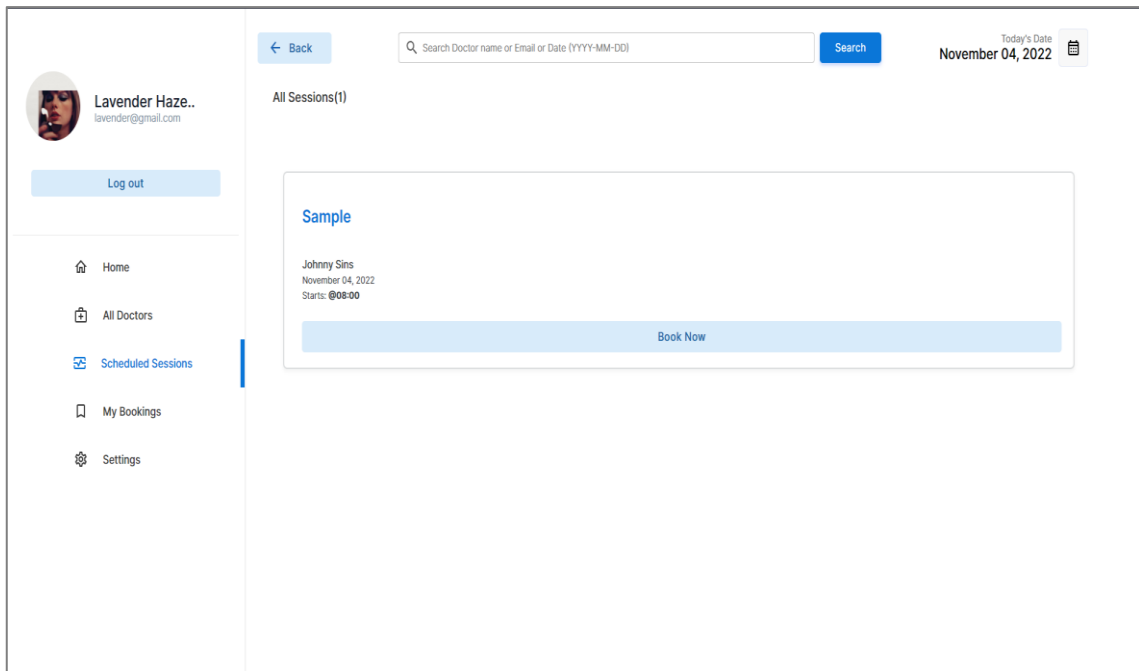 Lavender Haze..
lavender@gmail.com
Log out
Home
All Doctors
Scheduled Sessions
My Bookings
Settings
Back
Search Doctor name or Email or Date (YYYY-MM-DD)
Search
Today's Date
November 04, 2022
All Sessions(1)
Sample
Johnny Sins
November 04, 2022
Starts: @08:00
Book Now